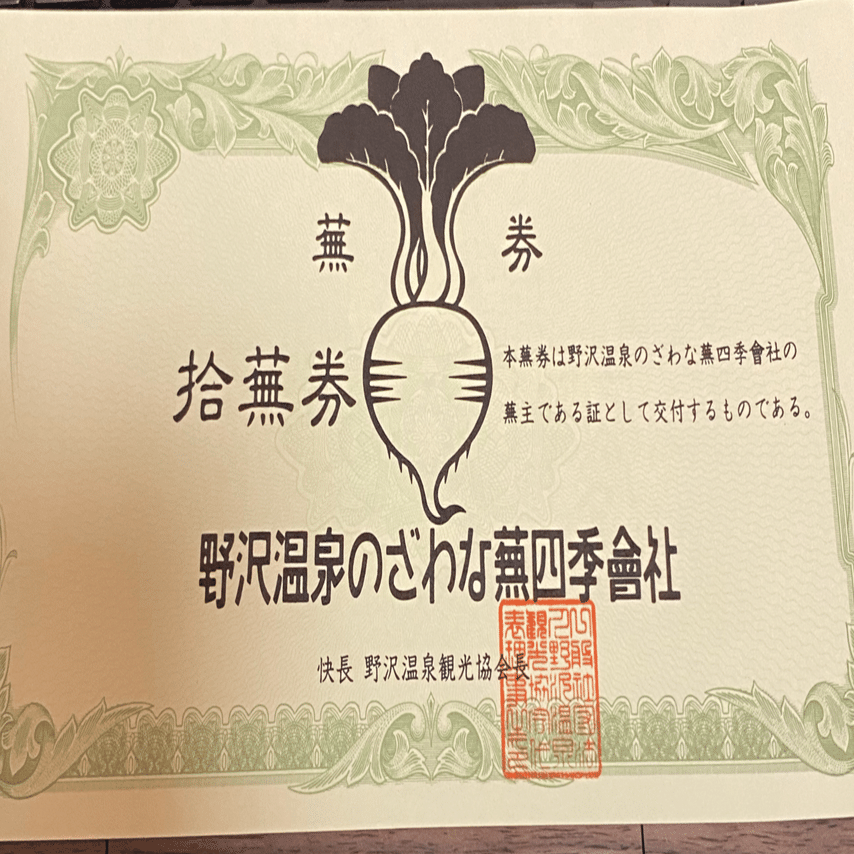 蕪券
拾蕪券
本蕪券は野沢温泉のざわな蕪四季會社の
蕪主である証として交付するものである。
野沢温泉のざわな蕪四季會社
快長 野沢温泉観光協会長